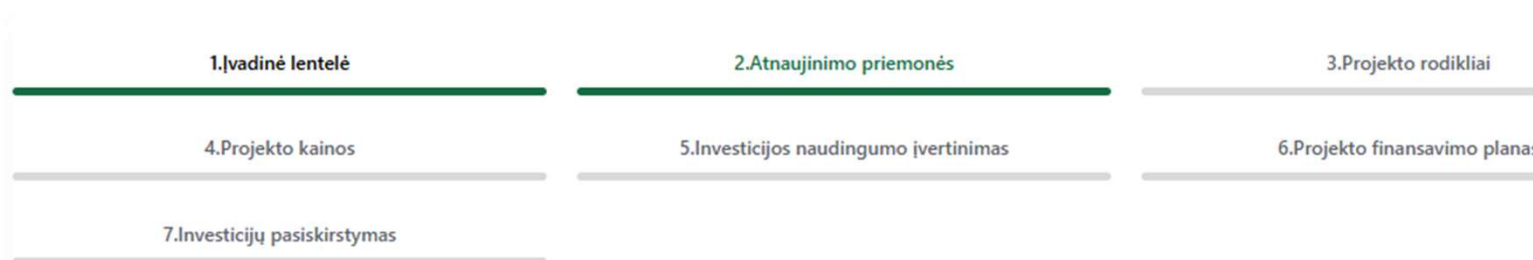 1.Įvadinė lentelė
2.Atnaujinimo priemonės
3.Projekto rodikliai
4.Projekto kainos
5.Investicijos naudingumo įvertinimas
6.Projekto finansavimo planas
7.Investicijų pasiskirstymas